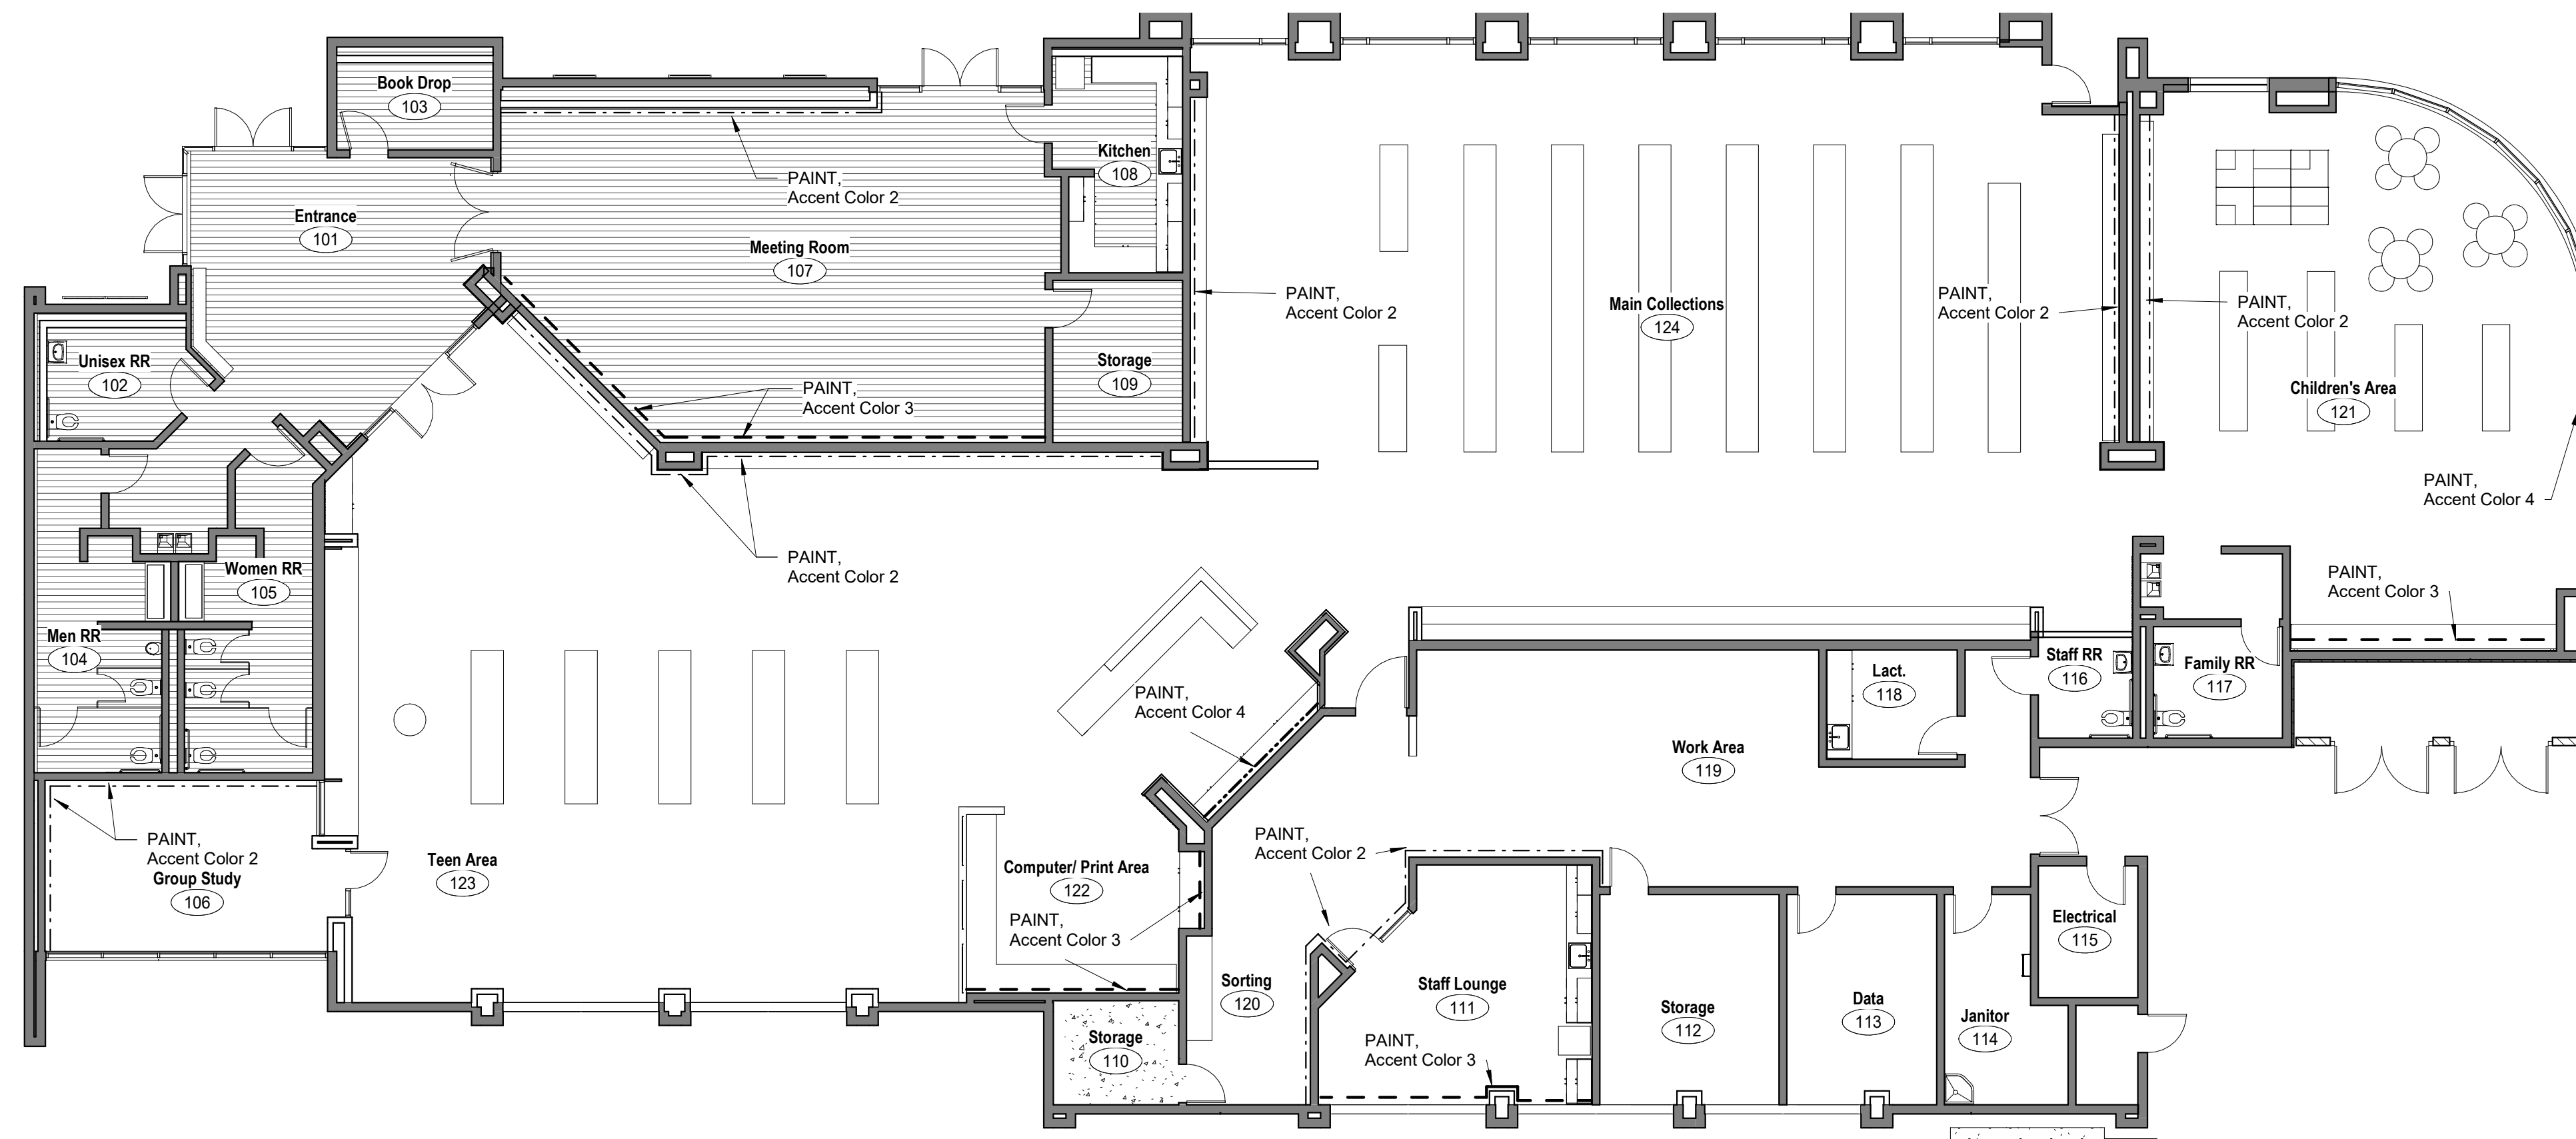 Book Drop
103
Entrance
101
PAINT,
Accent Color 2
Meeting Room
107
Kitchen
108
PAINT,
Accent Color 2
Main Collections
124
PAINT,
Accent Color 2
PAINT,
Accent Color 2
Children's Area
121
Unisex RR
102
PAINT,
Accent Color 3
Storage
109
PAINT,
Accent Color 4
PAINT,
Accent Color 2
Women RR
105
Men RR
104
PAINT,
Accent Color 3
PAINT,
Accent Color 4
Lact.
118
Staff RR
116
Family RR
117
Work Area
119
PAINT,
Accent Color 2
Group Study
106
Teen Area
123
Computer/ Print Area
122
PAINT,
Accent Color 3
PAINT,
Accent Color 2
Electrical
115
Sorting
120
Staff Lounge
111
Storage
112
Data
113
Janitor
114
Storage
110
PAINT,
Accent Color 3